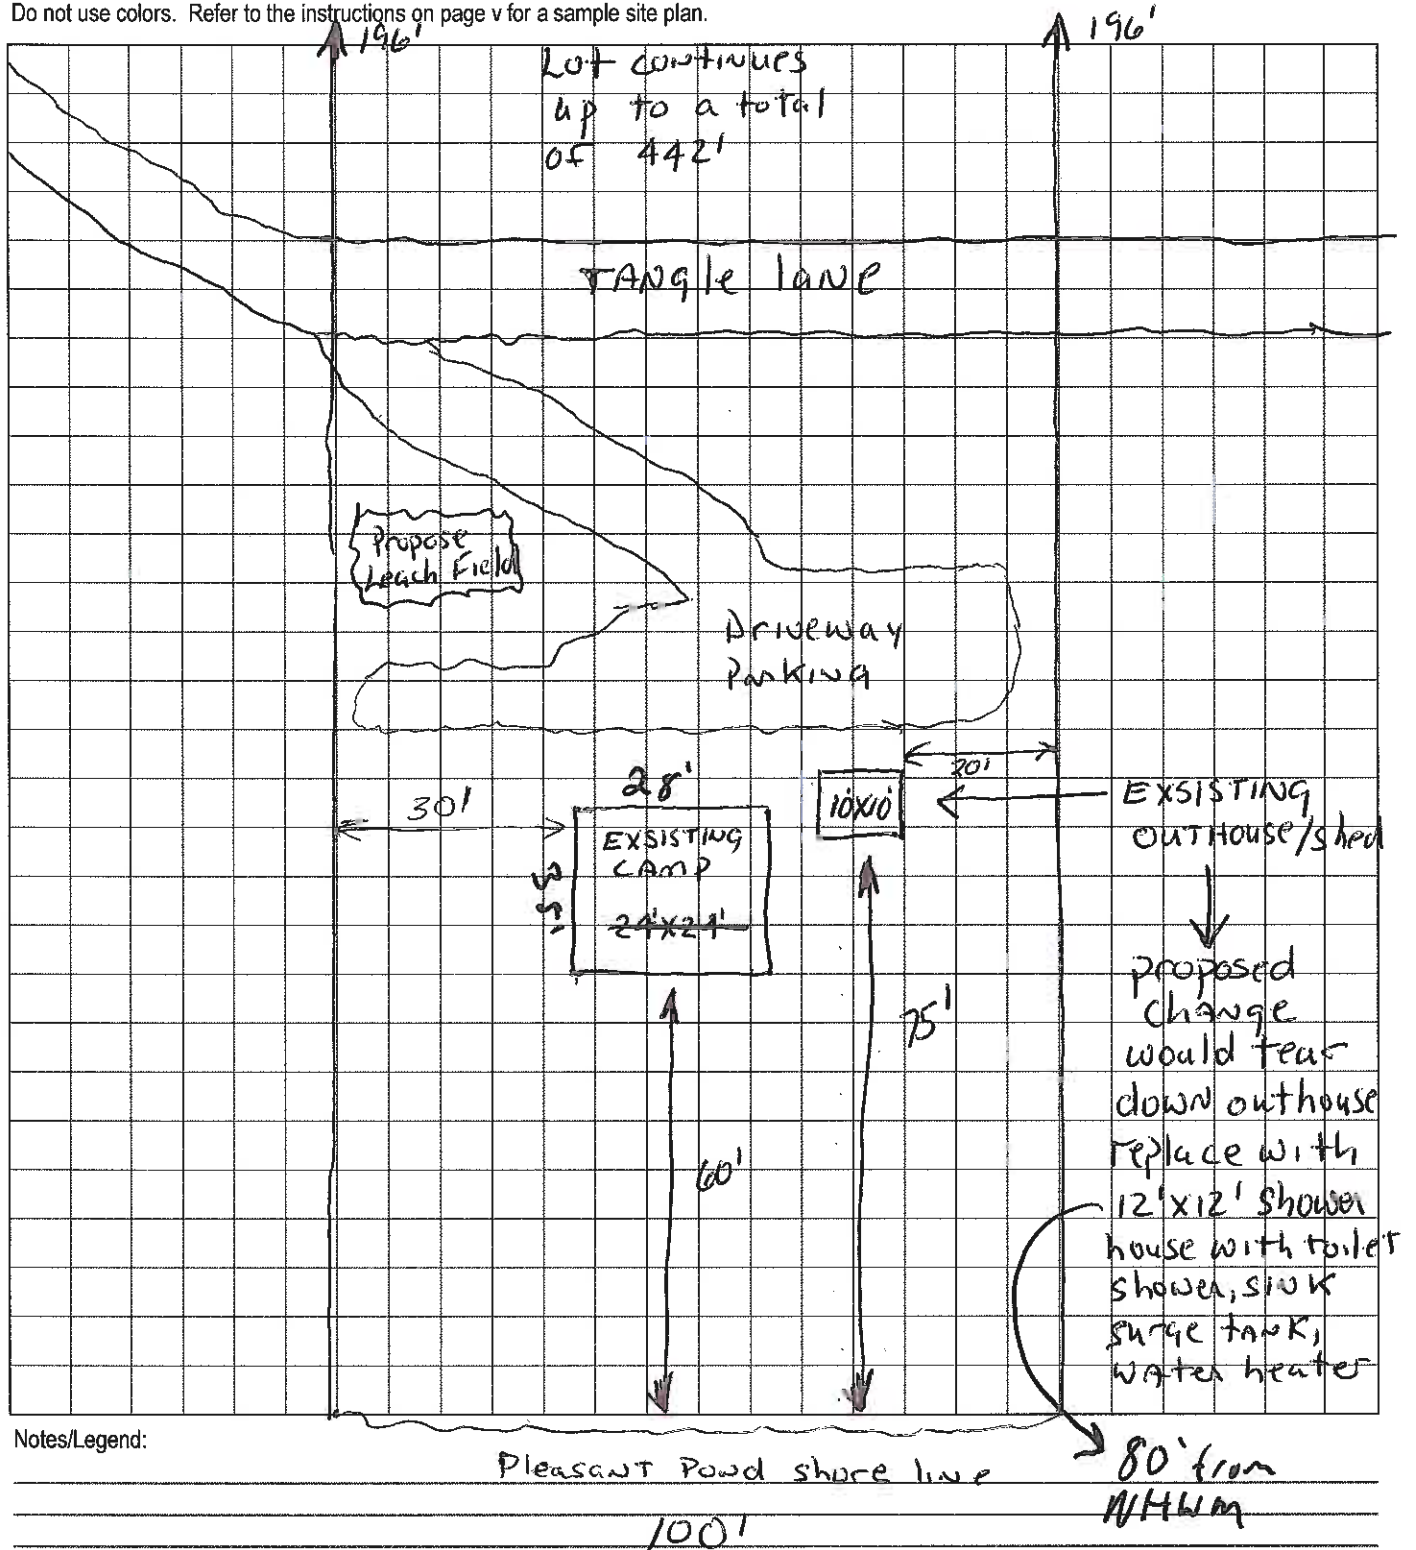 Do not use colors. Refer to the instructions on page v for a sample site plan.
196'
196'
Lot continues
up to a total
of 442'
TANgle laNe
Propose
Leach Field
Driveway
Parking
20'
30'
28'
10x10
EXSISTING
OUTHOUSE/shed
EXSISTING
CAMP
24'x24'
75'
60'
proposed
change
would tear
down outhouse
replace with
12'x12' shower
house with toilet
shower, sink
surge tank,
water heater
Notes/Legend:
Pleasant Pond shore line
80' from
NHWM
100'